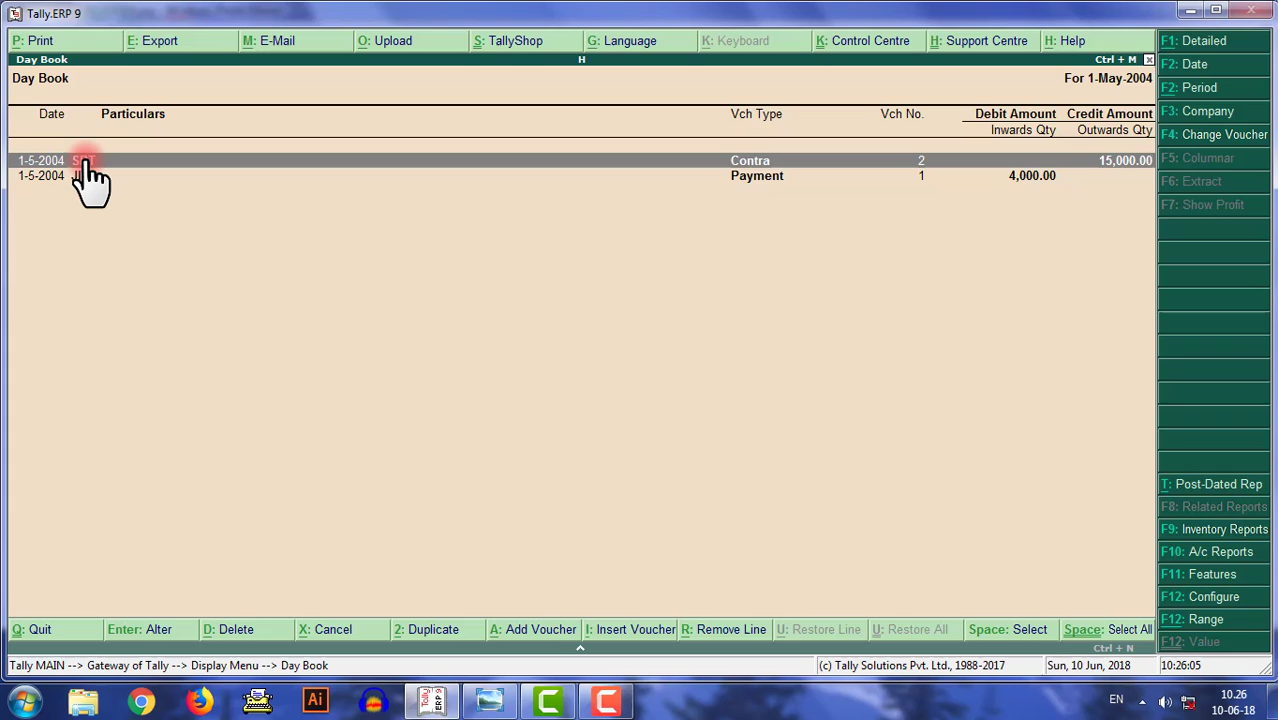 Tally.ERP 9
P: Print E: Export M: E-Mail O: Upload S: TallyShop G: Language K: Keyboard K: Control Centre H: Support Centre H: Help
Day Book H Ctrl + M
Day Book For 1-May-2004
Date Particulars Vch Type Vch No. Debit Amount Credit Amount
Inwards Qty Outwards Qty
1-5-2004 Contra 2 15,000.00
1-5-2004 Payment 1 4,000.00
F1: Detailed
F2: Date
F2: Period
F3: Company
F4: Change Voucher
F5: Columnar
F6: Extract
F7: Show Profit
T: Post-Dated Rep
F8: Related Reports
F9: Inventory Reports
F10: A/c Reports
F11: Features
F12: Configure
F12: Range
F12: Value
Q: Quit Enter: Alter D: Delete X: Cancel 2: Duplicate A: Add Voucher I: Insert Voucher R: Remove Line U: Restore Line U: Restore All Space: Select Space: Select All
Ctrl + N
Tally MAIN --> Gateway of Tally --> Display Menu --> Day Book (c) Tally Solutions Pvt. Ltd., 1988-2017 Sun, 10 Jun, 2018 10:26:05
Ai Tally ERP 9 EN 10.26
10-06-18